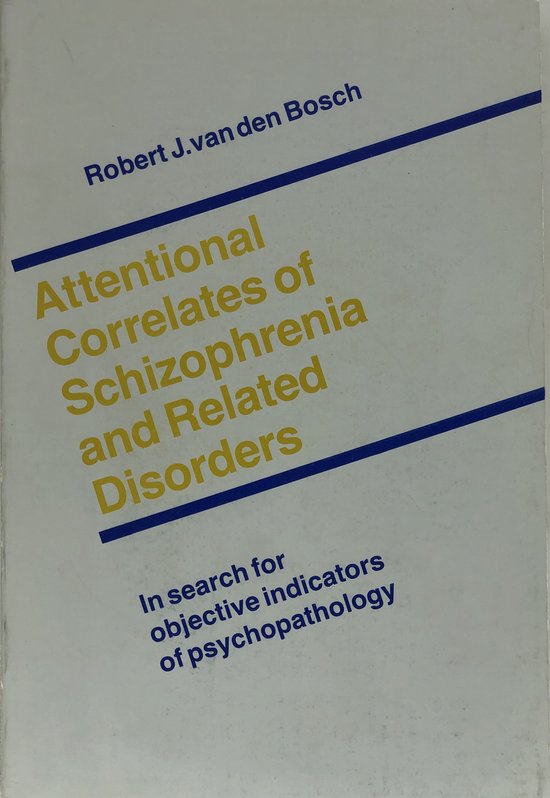 Robert J. van den Bosch
Attentional
Correlates of
Schizophrenia
and Related
Disorders
In search for
objective indicators
of psychopathology